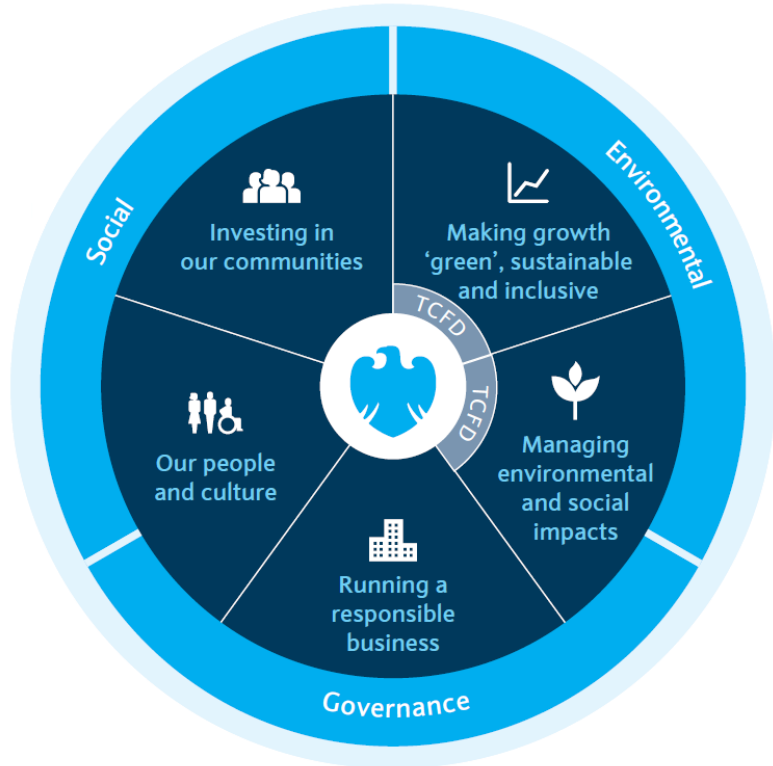 Social
Environmental
Governance
Investing in
our communities
Making growth
‘green’, sustainable
and inclusive
TCFD
TCFD
Managing
environmental
and social
impacts
Our people
and culture
Running a
responsible
business